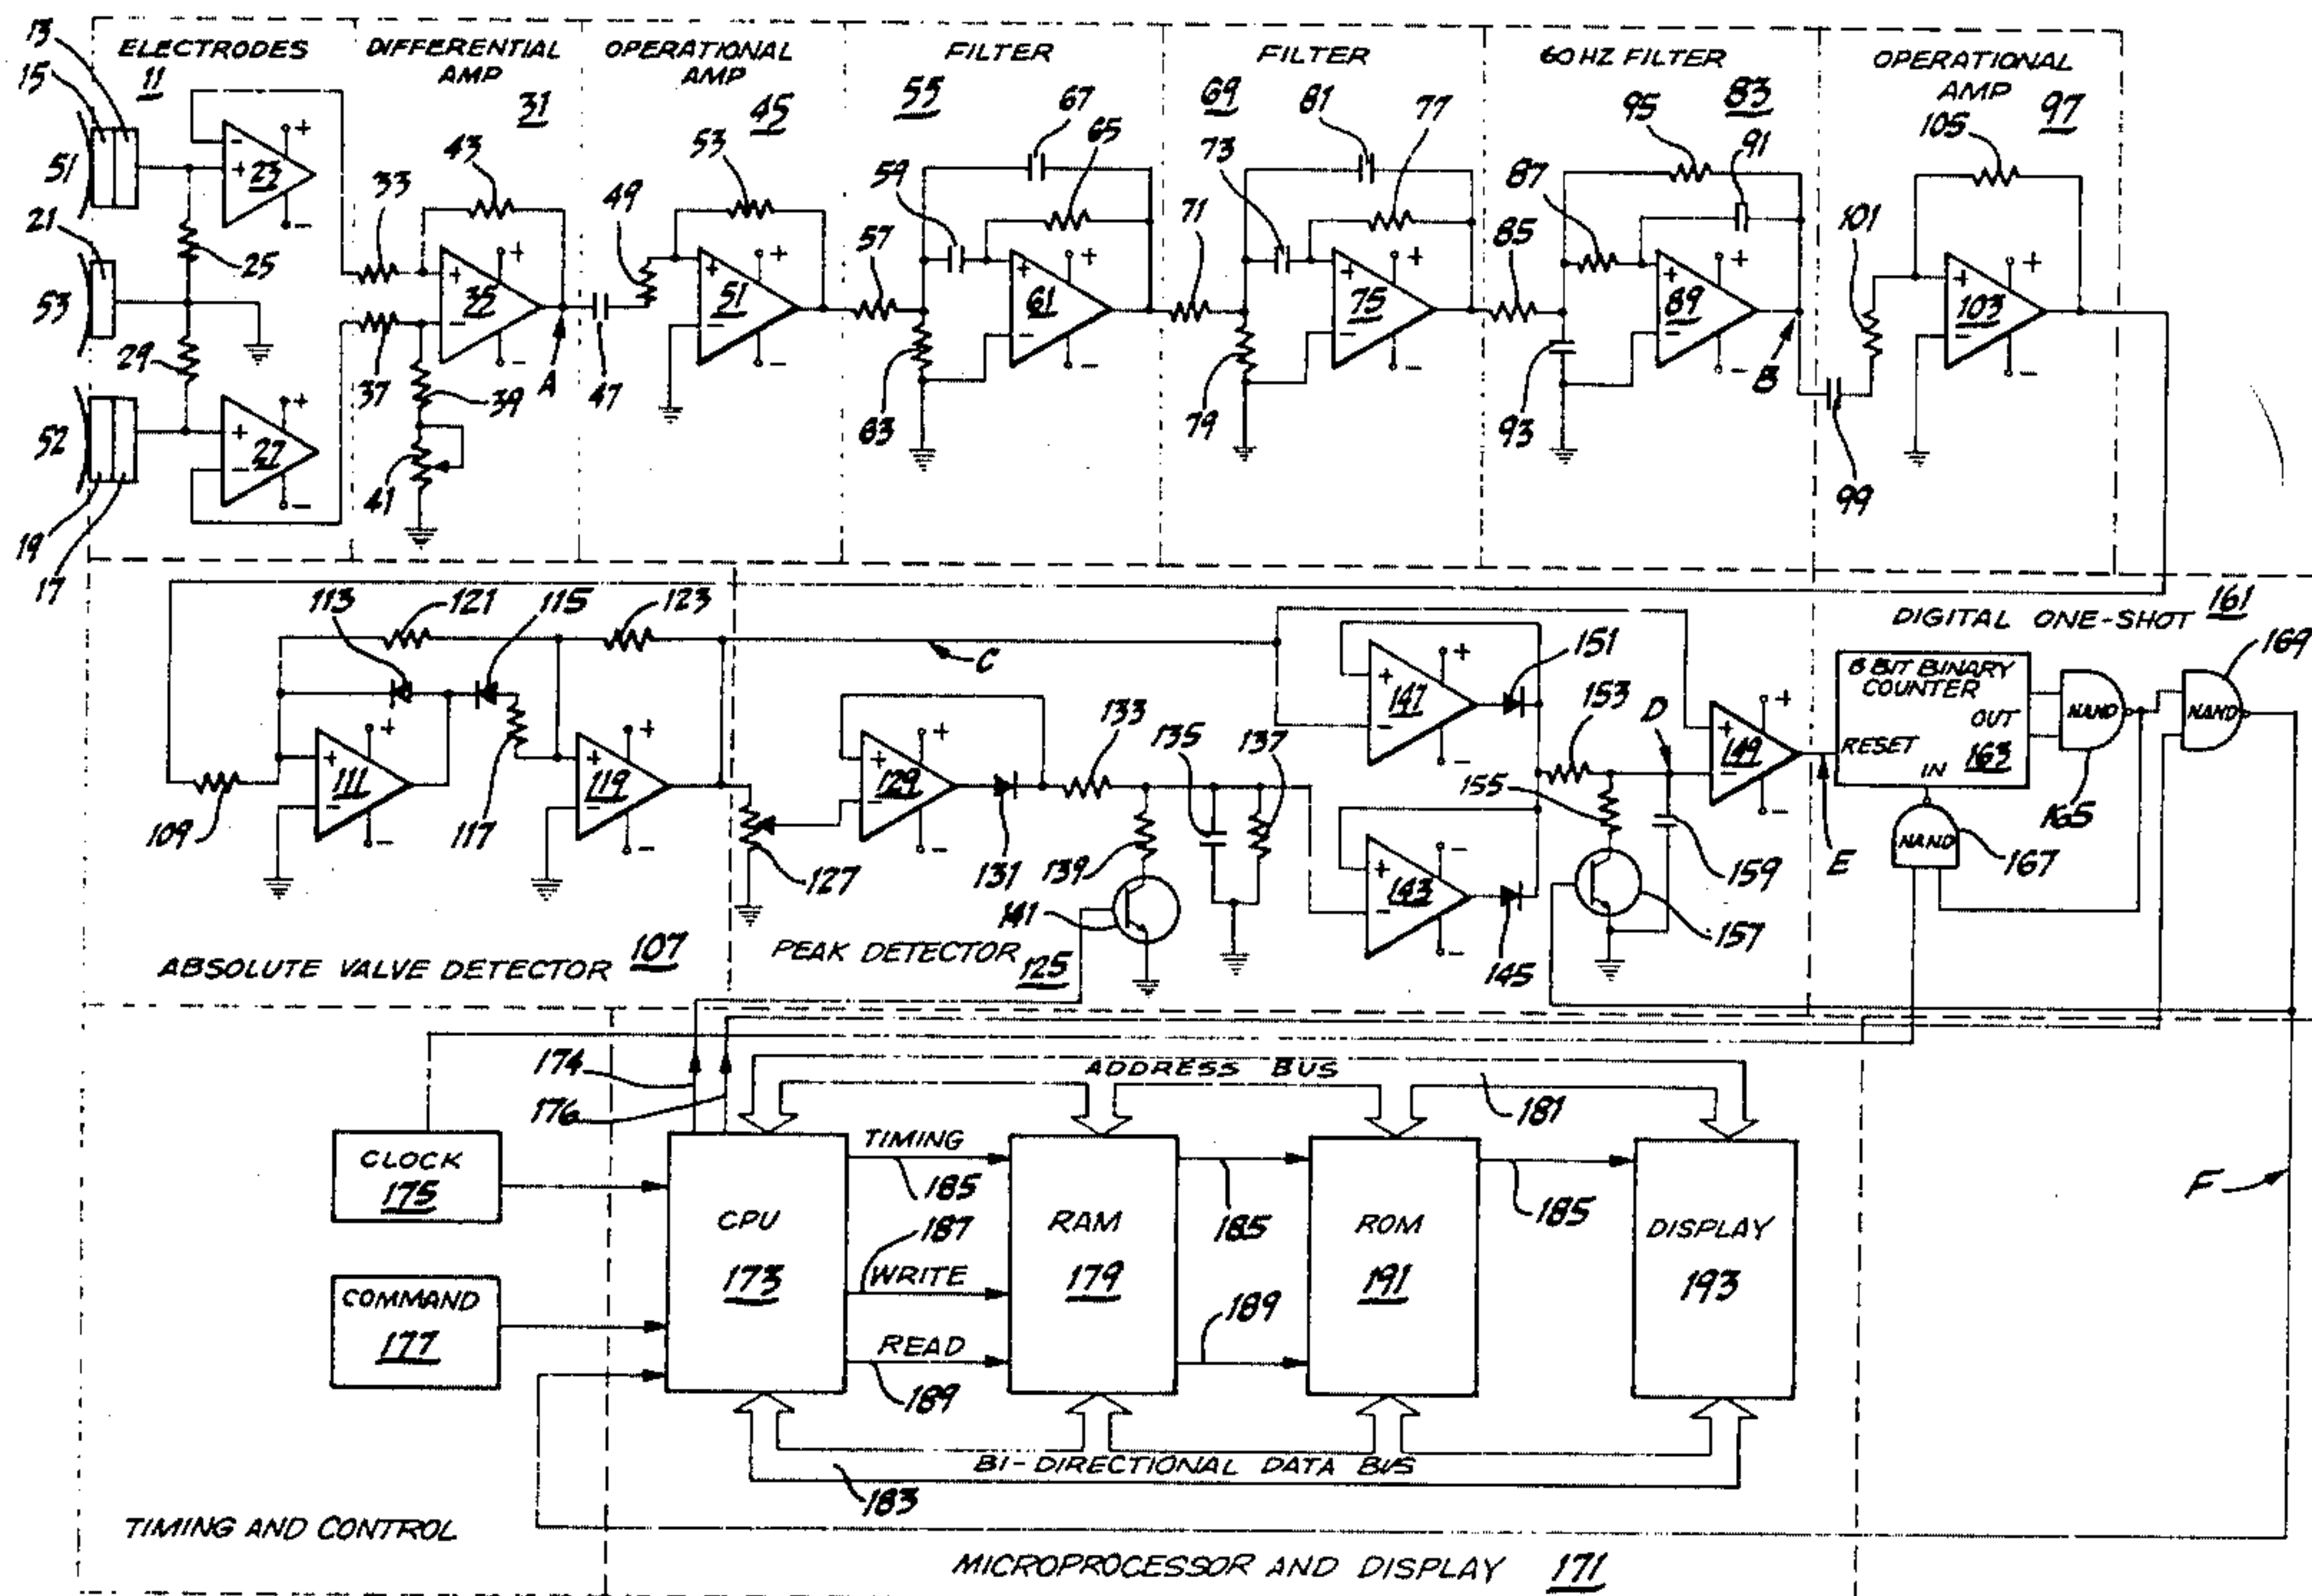 ELECTRODES
11
DIFFERENTIAL
AMP
31
OPERATIONAL
AMP
45
FILTER
55
FILTER
69
60 HZ FILTER
83
OPERATIONAL
AMP
97
13
15
51
21
53
52
19
17
23
25
29
27
33
37
43
35
39
41
A
47
49
53
51
57
59
67
65
61
63
71
73
81
77
75
79
85
87
95
91
89
93
B
99
101
105
103
113
121
115
123
C
109
111
117
119
127
129
131
133
135
137
139
141
147
151
153
D
155
149
143
145
159
157
E
ABSOLUTE VALVE DETECTOR 107
PEAK DETECTOR 125
DIGITAL ONE-SHOT 161
8 BIT BINARY
COUNTER
OUT
RESET
163
IN
NAND
165
NAND
169
NAND
167
174
176
ADDRESS BUS
181
CLOCK
175
COMMAND
177
CPU
173
TIMING
185
187
WRITE
READ
189
RAM
179
185
189
ROM
191
185
DISPLAY
193
F
BI-DIRECTIONAL DATA BUS
183
TIMING AND CONTROL
MICROPROCESSOR AND DISPLAY 171